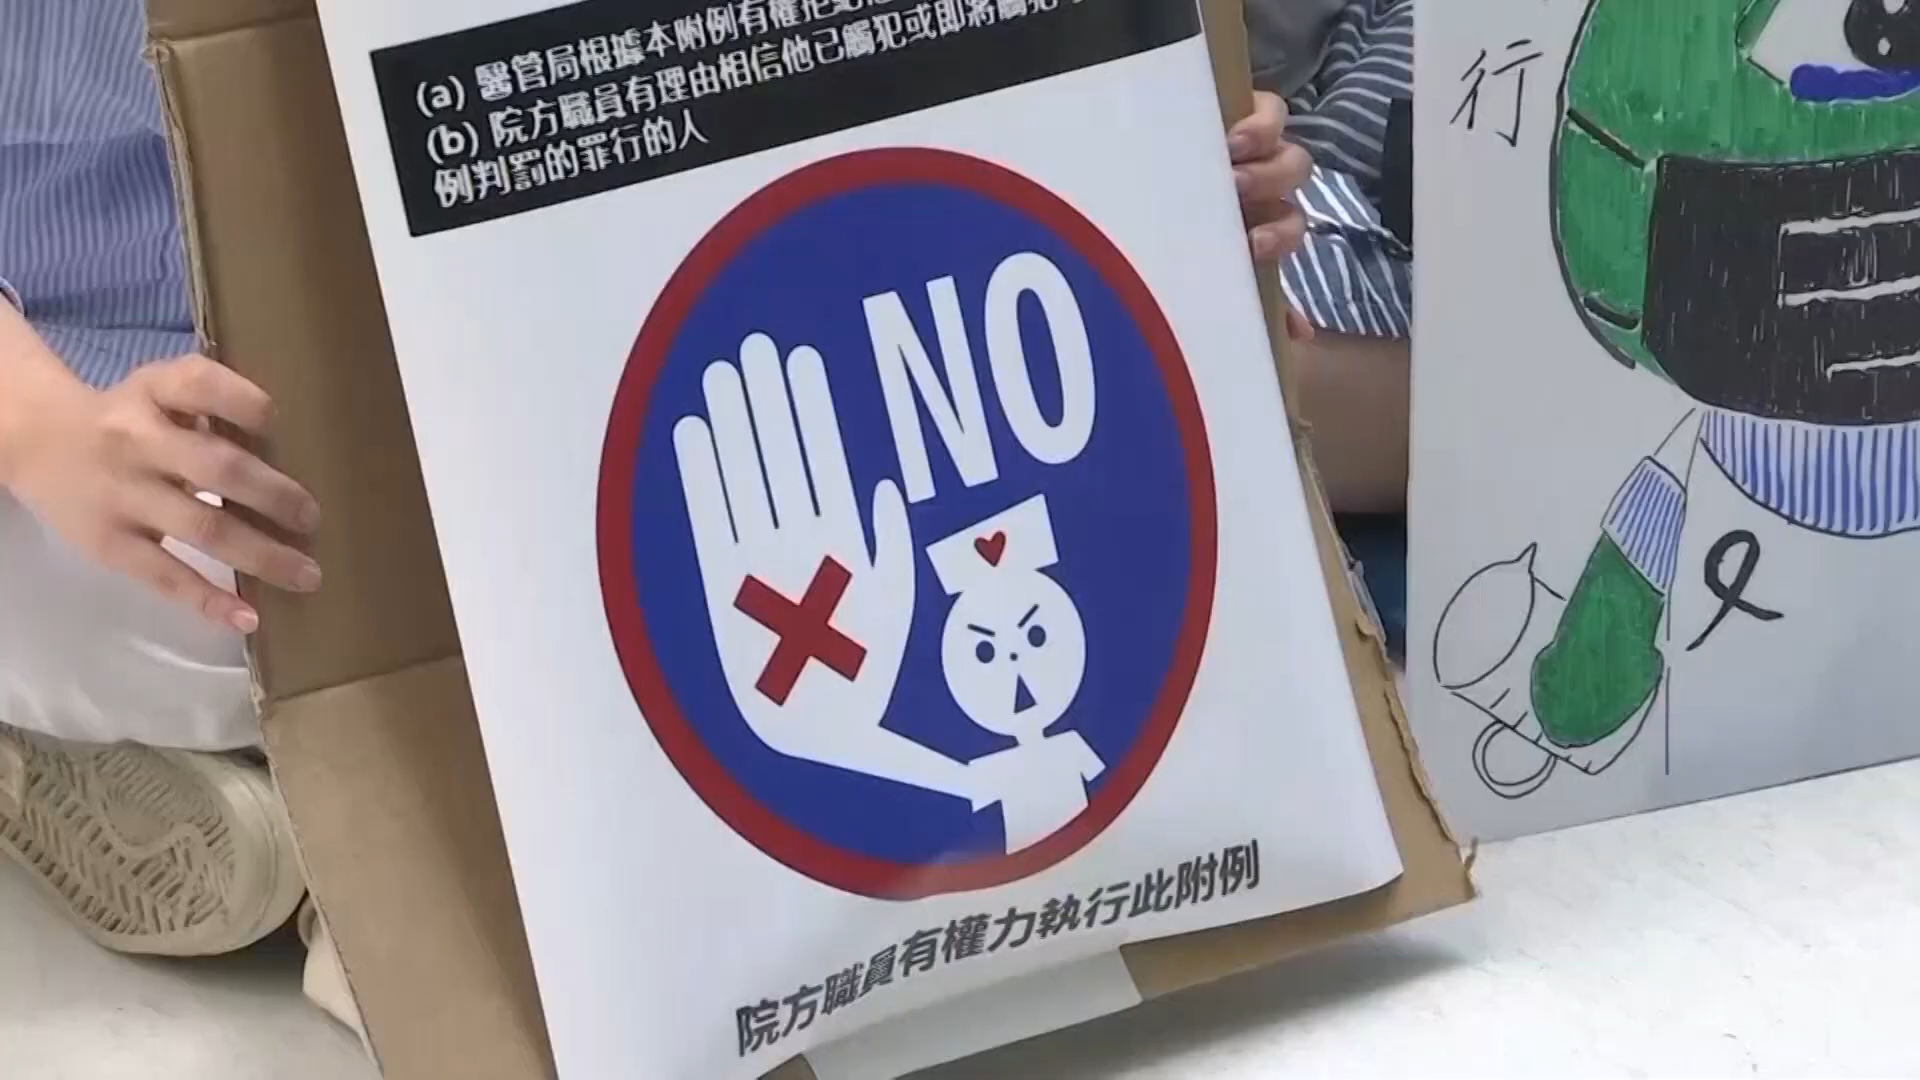 (a) 醫管局根據本附例有權拒
(b) 院方職員有理由相信他已觸犯或即將觸犯
例判罰的罪行的人
NO
院方職員有權力執行此附例
行